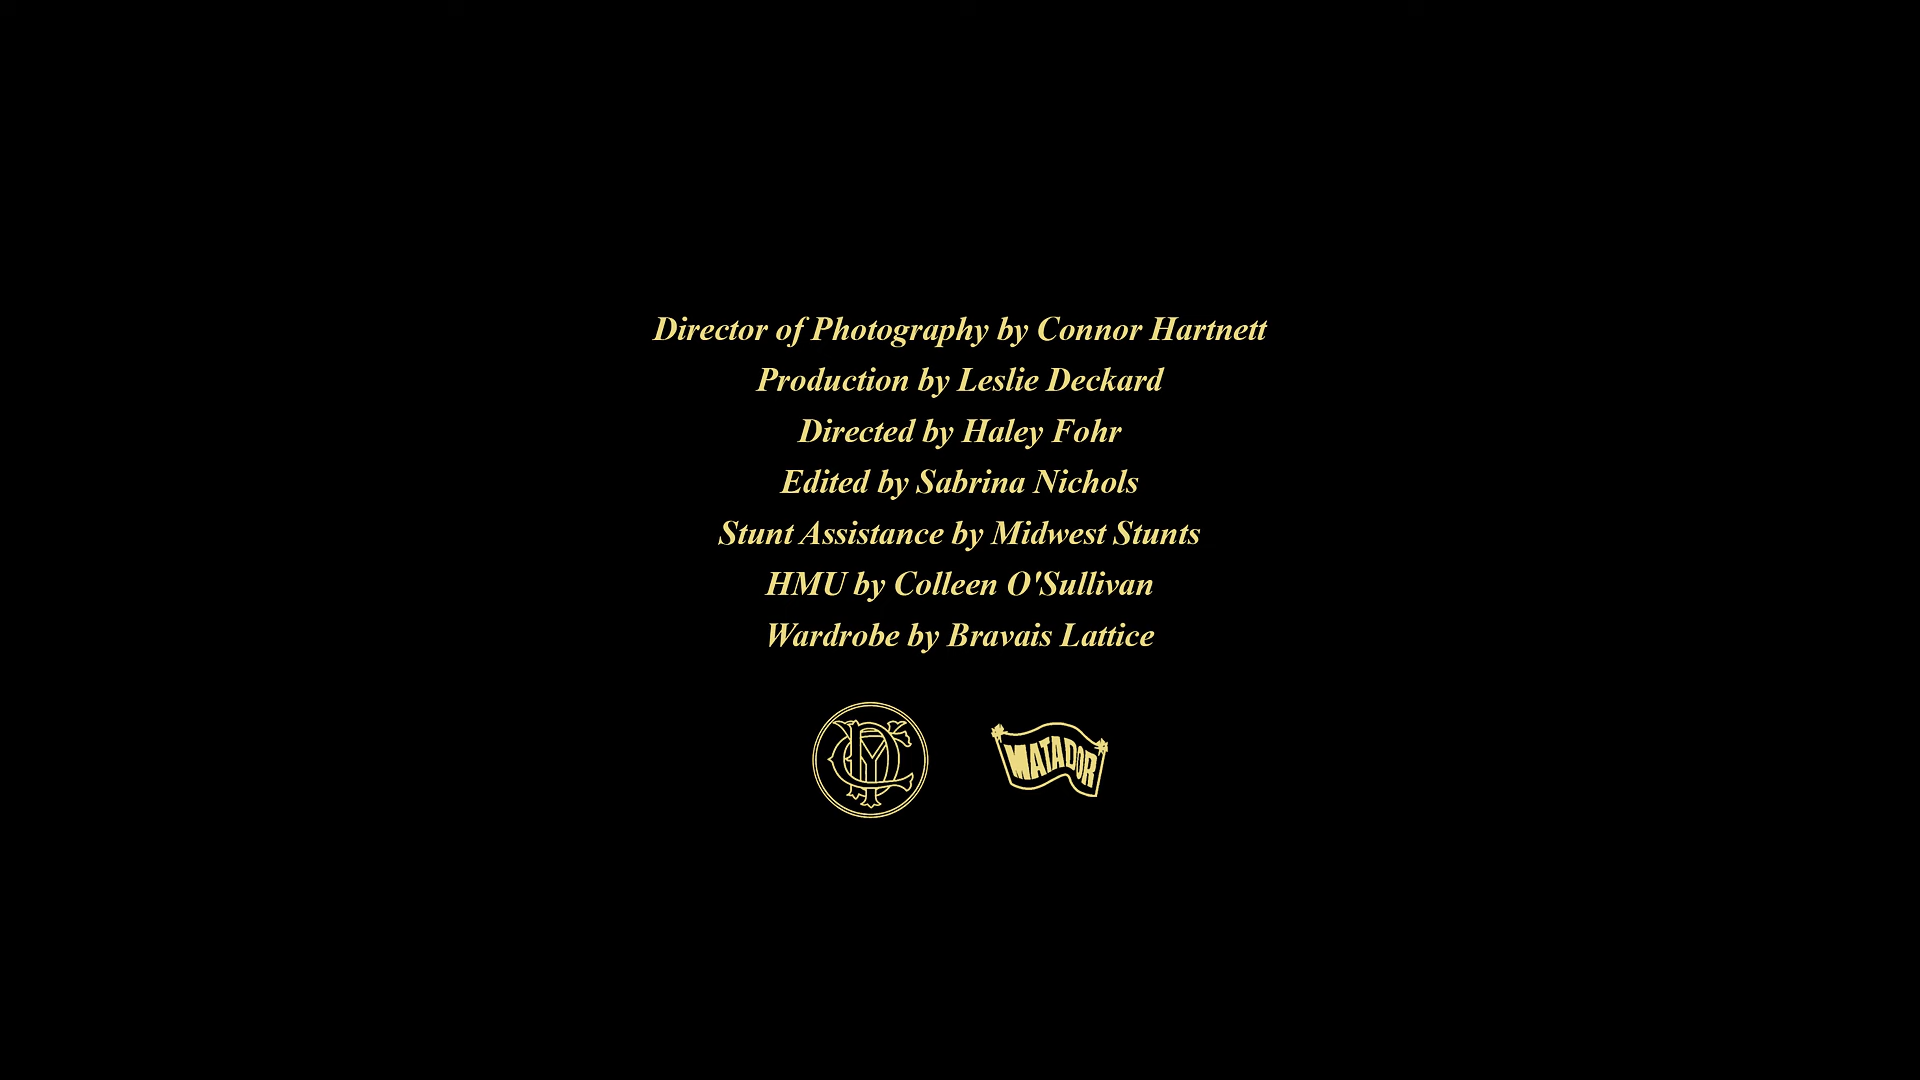 Director of Photography by Connor Hartnett
Production by Leslie Deckard
Directed by Haley Fohr
Edited by Sabrina Nichols
Stunt Assistance by Midwest Stunts
HMU by Colleen O'Sullivan
Wardrobe by Bravais Lattice
MATADOR